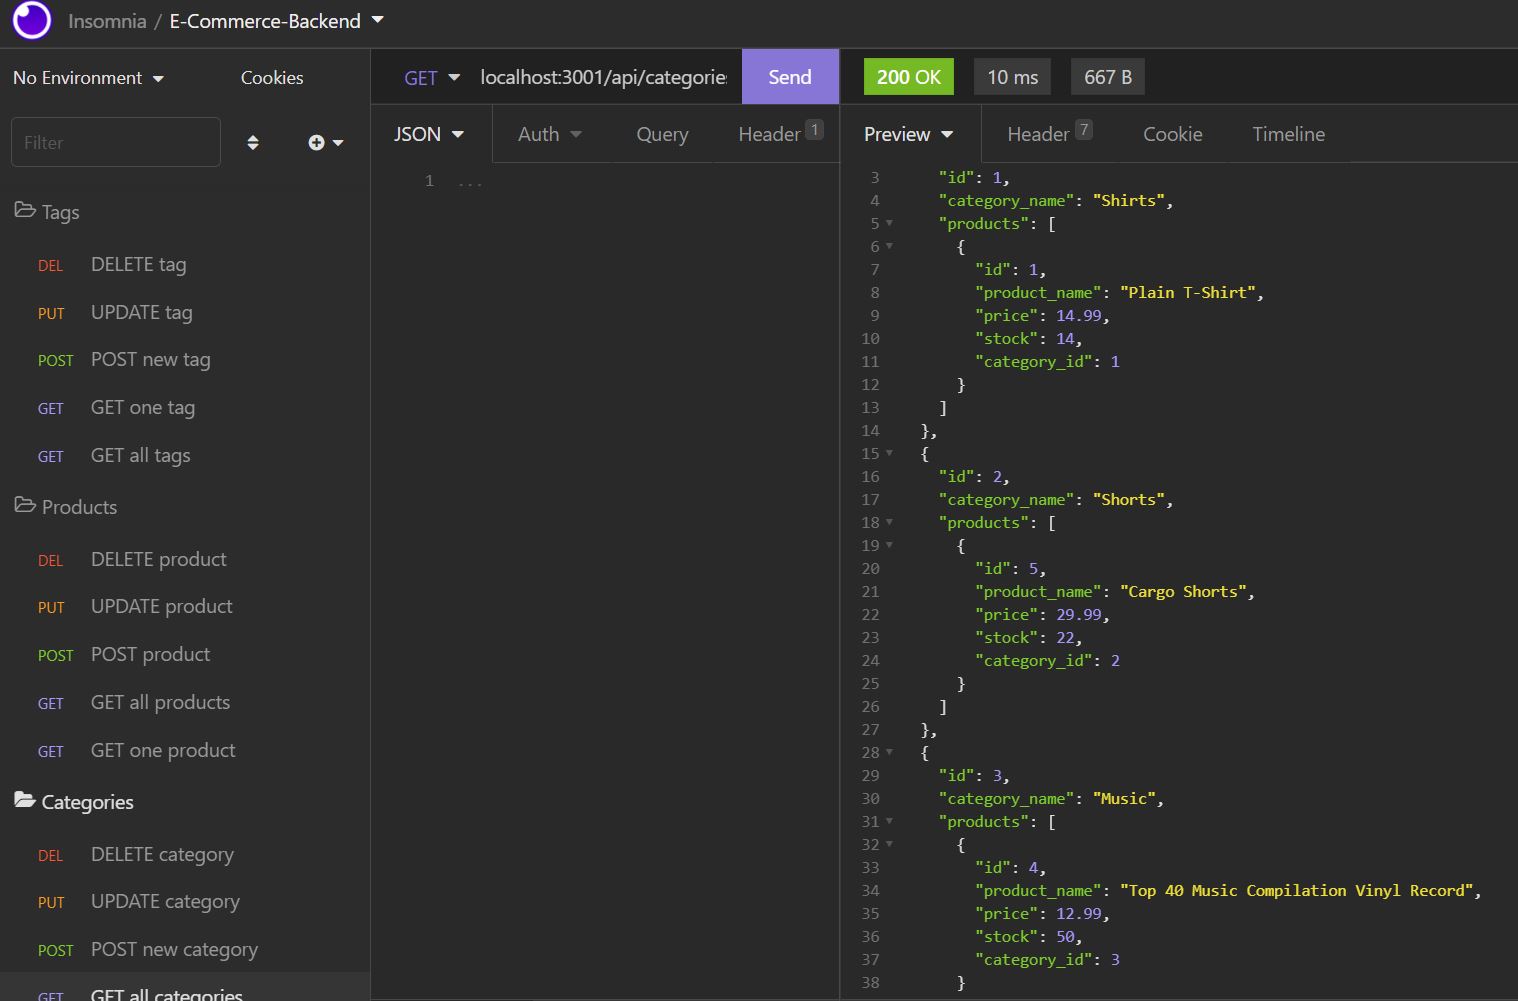 Insomnia / E-Commerce-Backend
No Environment
Cookies
Filter
Tags
DEL DELETE tag
PUT UPDATE tag
POST POST new tag
GET GET one tag
GET GET all tags
Products
DEL DELETE product
PUT UPDATE product
POST POST product
GET GET all products
GET GET one product
Categories
DEL DELETE category
PUT UPDATE category
POST POST new category
GET GET all categories
GET localhost:3001/api/categorie
Send
JSON Auth Query Header 1
1 ...
200 OK 10 ms 667 B
Preview Header 7 Cookie Timeline
3 "id": 1,
4 "category_name": "Shirts",
5 "products": [
6 {
7 "id": 1,
8 "product_name": "Plain T-Shirt",
9 "price": 14.99,
10 "stock": 14,
11 "category_id": 1
12 }
13 ]
14 },
15 {
16 "id": 2,
17 "category_name": "Shorts",
18 "products": [
19 {
20 "id": 5,
21 "product_name": "Cargo Shorts",
22 "price": 29.99,
23 "stock": 22,
24 "category_id": 2
25 }
26 ]
27 },
28 {
29 "id": 3,
30 "category_name": "Music",
31 "products": [
32 {
33 "id": 4,
34 "product_name": "Top 40 Music Compilation Vinyl Record",
35 "price": 12.99,
36 "stock": 50,
37 "category_id": 3
38 }